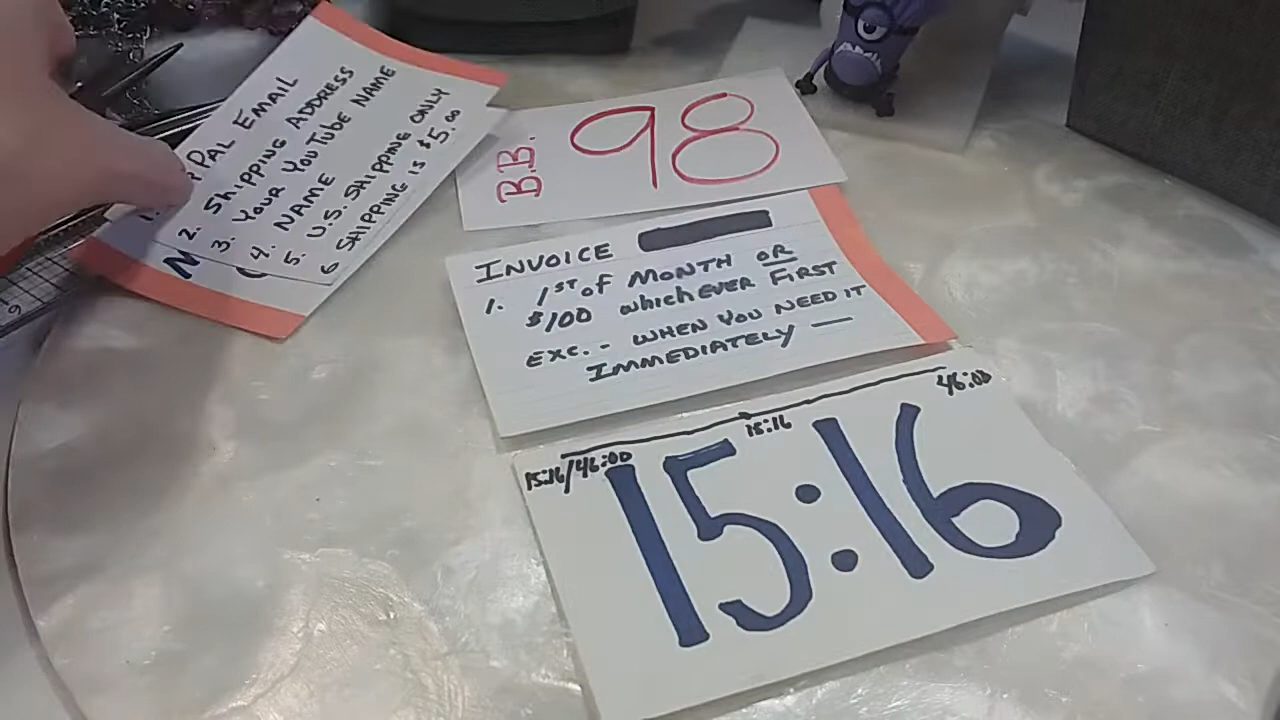 PAL EMAIL
2. SHIPPING ADDRESS
3. YOUR YOUTUBE NAME
4. NAME
5. U.S. SHIPPING ONLY
6 SHIPPING IS $5.00
B.B. 98
INVOICE
1. 1ST of MONTH OR
$100 whichEVER FIRST
EXC. - WHEN YOU NEED IT
IMMEDIATELY —
15:16/46:00 15:16 46:00
15:16